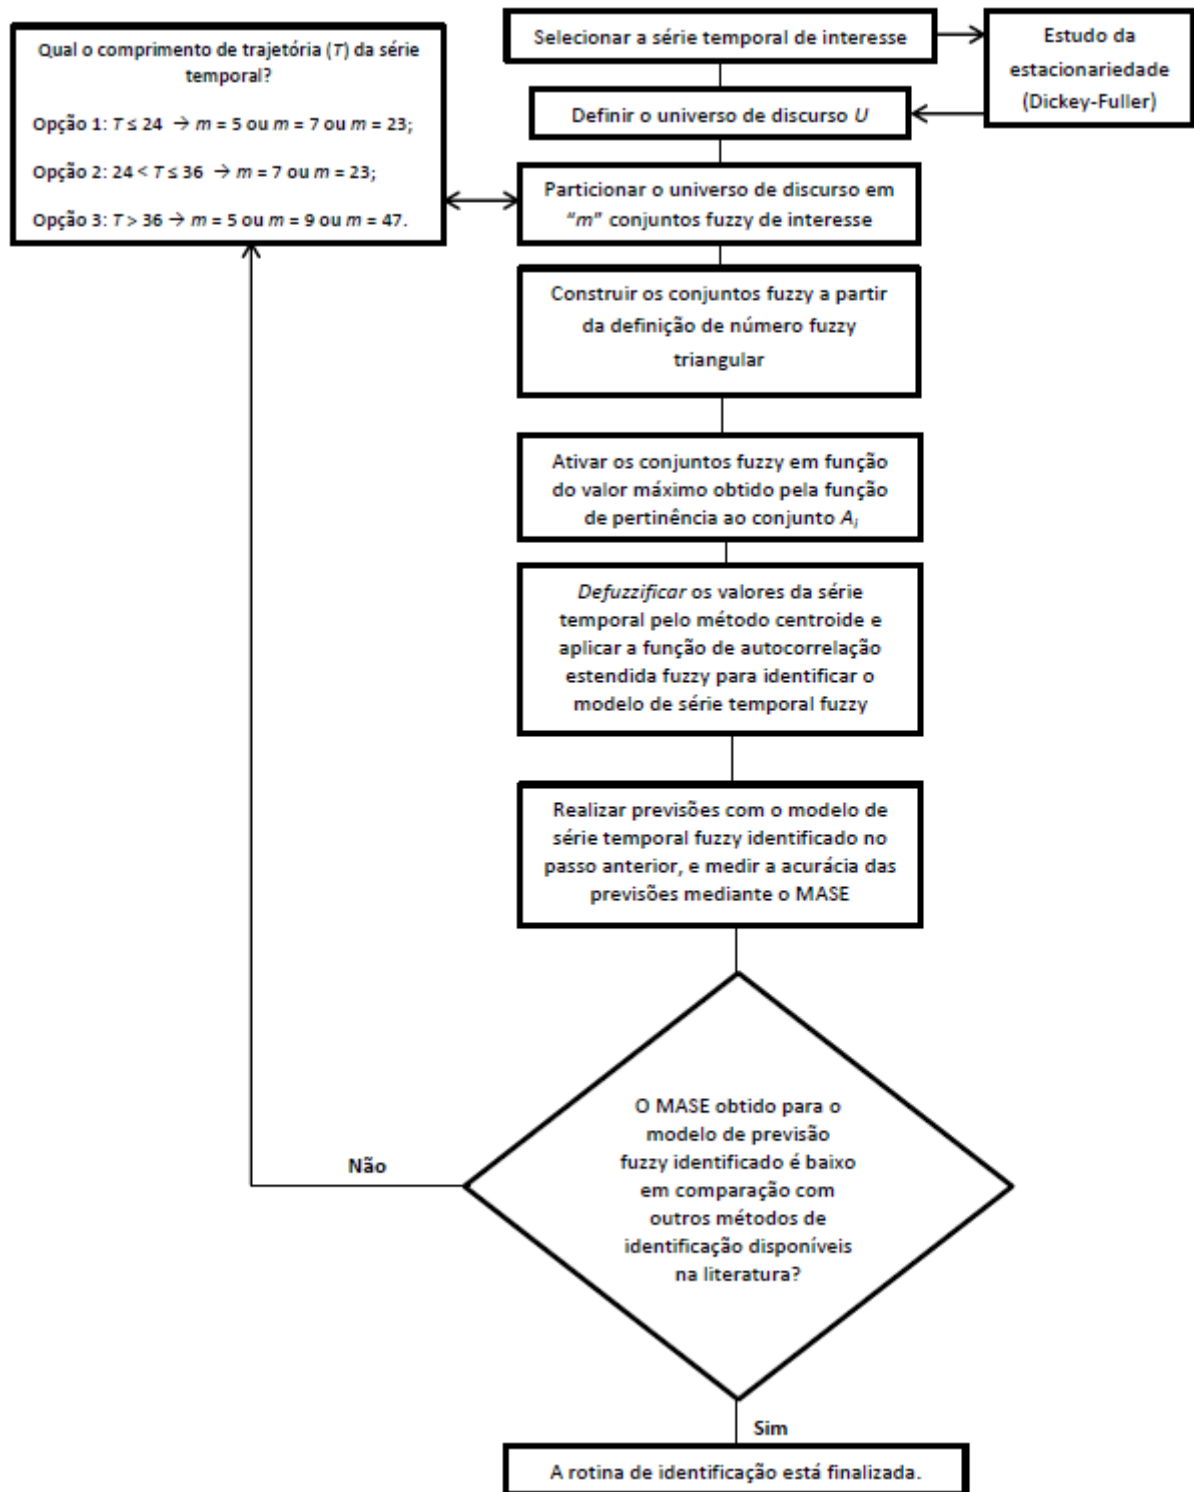 Selecionar a série temporal de interesse
Estudo da
estacionariedade
(Dickey-Fuller)
Definir o universo de discurso U
Qual o comprimento de trajetória (T) da série
temporal?
Opção 1: T ≤ 24 → m = 5 ou m = 7 ou m = 23;
Opção 2: 24 < T ≤ 36 → m = 7 ou m = 23;
Opção 3: T > 36 → m = 5 ou m = 9 ou m = 47.
Particionar o universo de discurso em
“m” conjuntos fuzzy de interesse
Construir os conjuntos fuzzy a partir
da definição de número fuzzy
triangular
Ativar os conjuntos fuzzy em função
do valor máximo obtido pela função
de pertinência ao conjunto Ai
Defuzzificar os valores da série
temporal pelo método centroide e
aplicar a função de autocorrelação
estendida fuzzy para identificar o
modelo de série temporal fuzzy
Realizar previsões com o modelo de
série temporal fuzzy identificado no
passo anterior, e medir a acurácia das
previsões mediante o MASE
O MASE obtido para o
modelo de previsão
fuzzy identificado é baixo
em comparação com
outros métodos de
identificação disponíveis
na literatura?
Não
Sim
A rotina de identificação está finalizada.